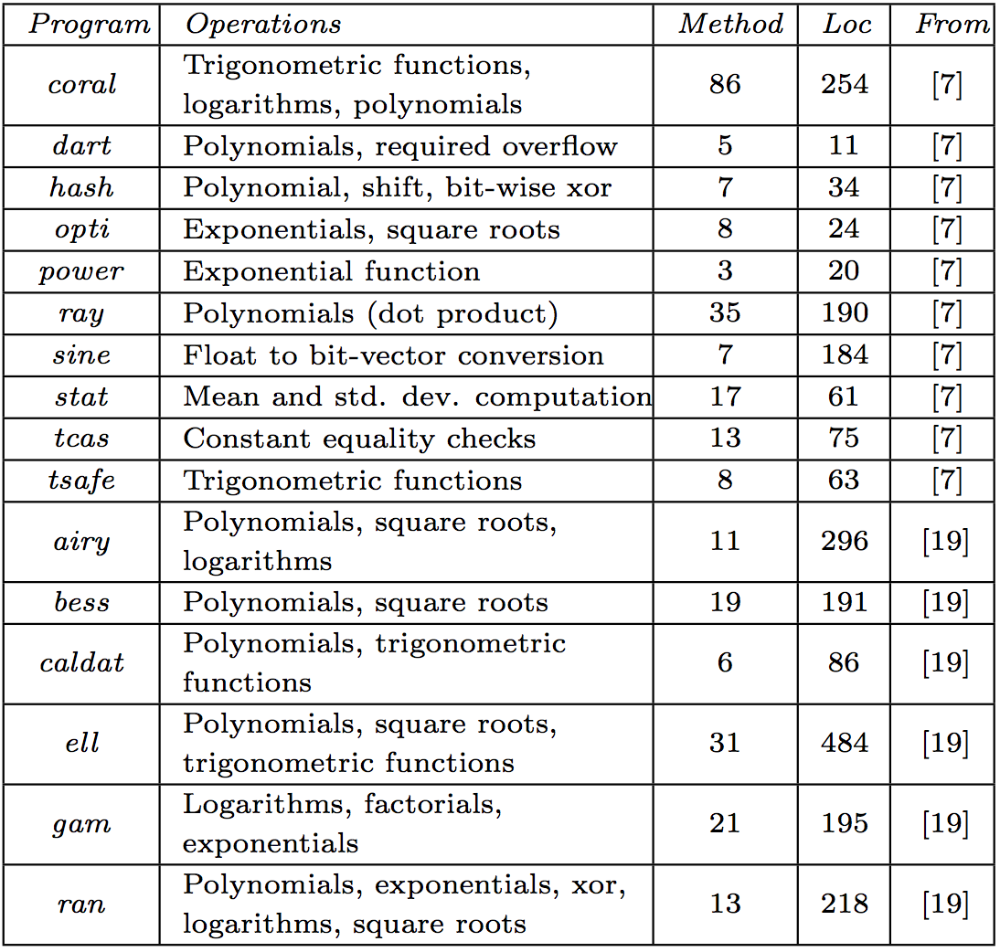 Program Operations Method Loc From
coral Trigonometric functions, logarithms, polynomials 86 254 [7]
dart Polynomials, required overflow 5 11 [7]
hash Polynomial, shift, bit-wise xor 7 34 [7]
opti Exponentials, square roots 8 24 [7]
power Exponential function 3 20 [7]
ray Polynomials (dot product) 35 190 [7]
sine Float to bit-vector conversion 7 184 [7]
stat Mean and std. dev. computation 17 61 [7]
tcas Constant equality checks 13 75 [7]
tsafe Trigonometric functions 8 63 [7]
airy Polynomials, square roots, logarithms 11 296 [19]
bess Polynomials, square roots 19 191 [19]
caldat Polynomials, trigonometric functions 6 86 [19]
ell Polynomials, square roots, trigonometric functions 31 484 [19]
gam Logarithms, factorials, exponentials 21 195 [19]
ran Polynomials, exponentials, xor, logarithms, square roots 13 218 [19]